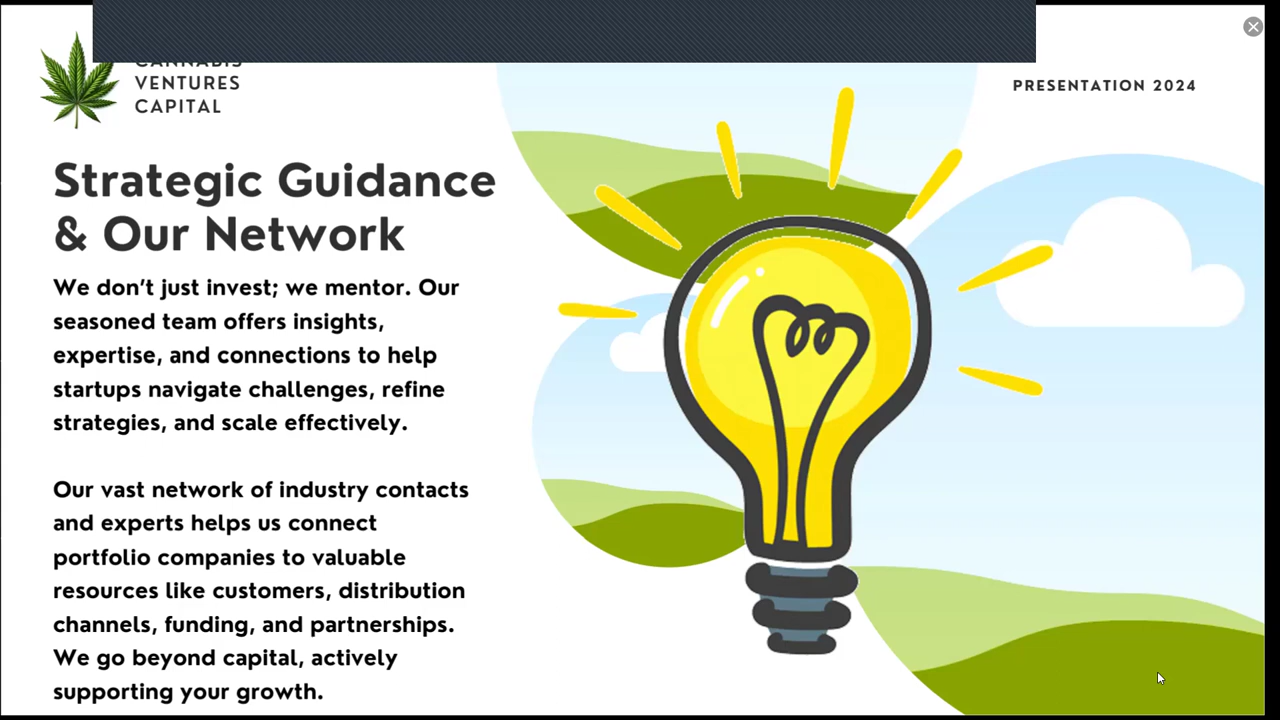 CANNABIS
VENTURES
CAPITAL
PRESENTATION 2024
Strategic Guidance
& Our Network
We don’t just invest; we mentor. Our
seasoned team offers insights,
expertise, and connections to help
startups navigate challenges, refine
strategies, and scale effectively.
Our vast network of industry contacts
and experts helps us connect
portfolio companies to valuable
resources like customers, distribution
channels, funding, and partnerships.
We go beyond capital, actively
supporting your growth.